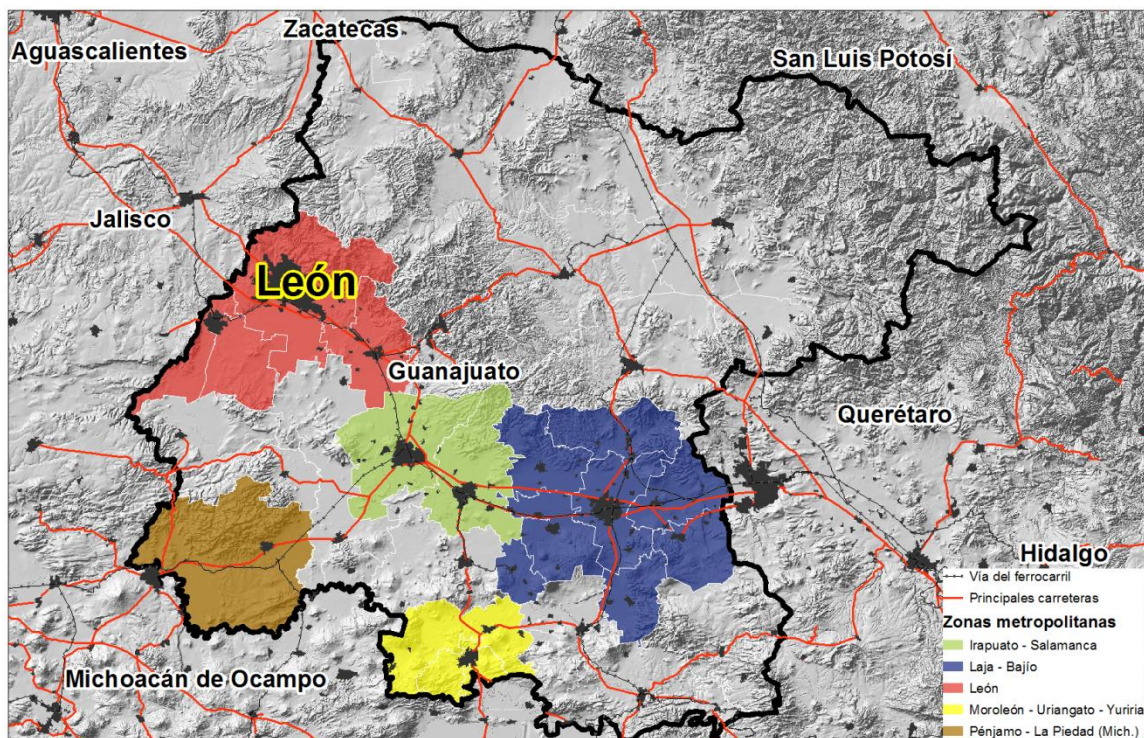 Zacatecas
Aguascalientes
San Luis Potosí
Jalisco
León
Guanajuato
Querétaro
Hidalgo
Michoacán de Ocampo
Vía del ferrocarril
Principales carreteras
Zonas metropolitanas
Irapuato - Salamanca
Laja - Bajío
León
Moroleón - Uriangato - Yuriria
Pénjamo - La Piedad (Mich.)